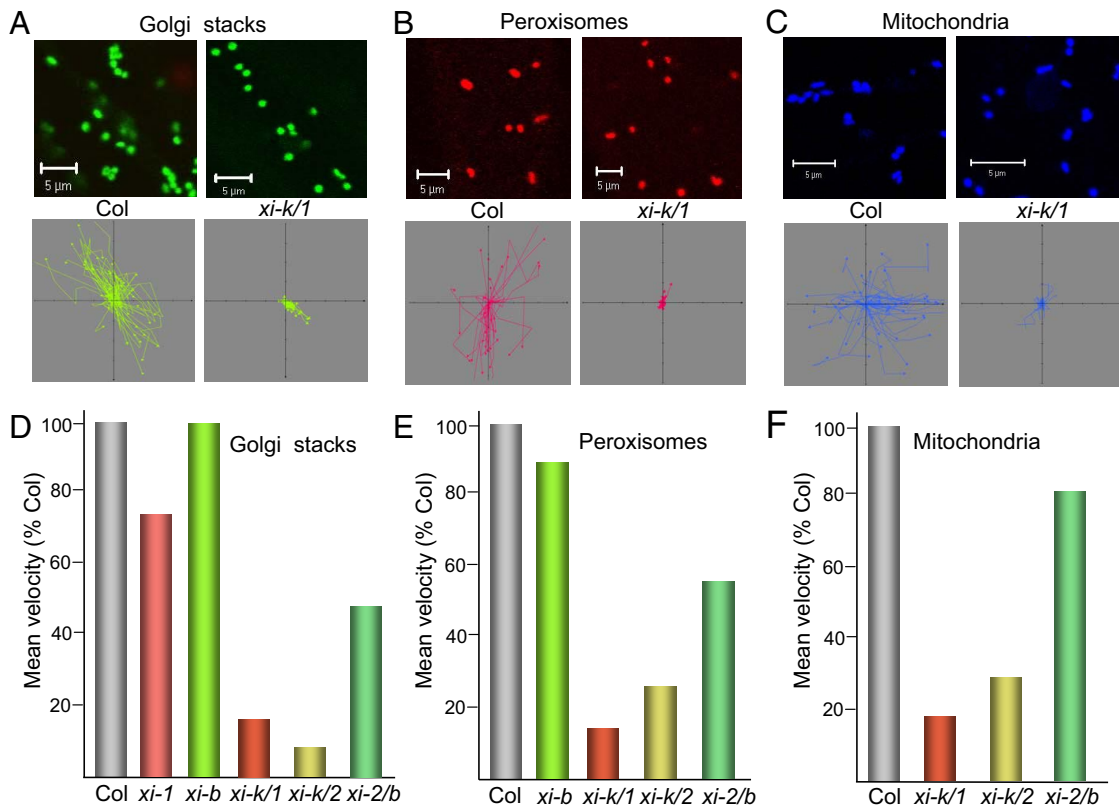 A
Golgi stacks
5 µm
5 µm
Col
xi-k/1
B
Peroxisomes
5 µm
5 µm
Col
xi-k/1
C
Mitochondria
5 µm
5 µm
Col
xi-k/1
D
Golgi stacks
Mean velocity (% Col)
100
80
60
40
20
Col xi-1 xi-b xi-k/1 xi-k/2 xi-2/b
E
Peroxisomes
Mean velocity (% Col)
100
80
60
40
20
Col xi-b xi-k/1 xi-k/2 xi-2/b
F
Mitochondria
Mean velocity (% Col)
100
80
60
40
20
Col xi-k/1 xi-k/2 xi-2/b